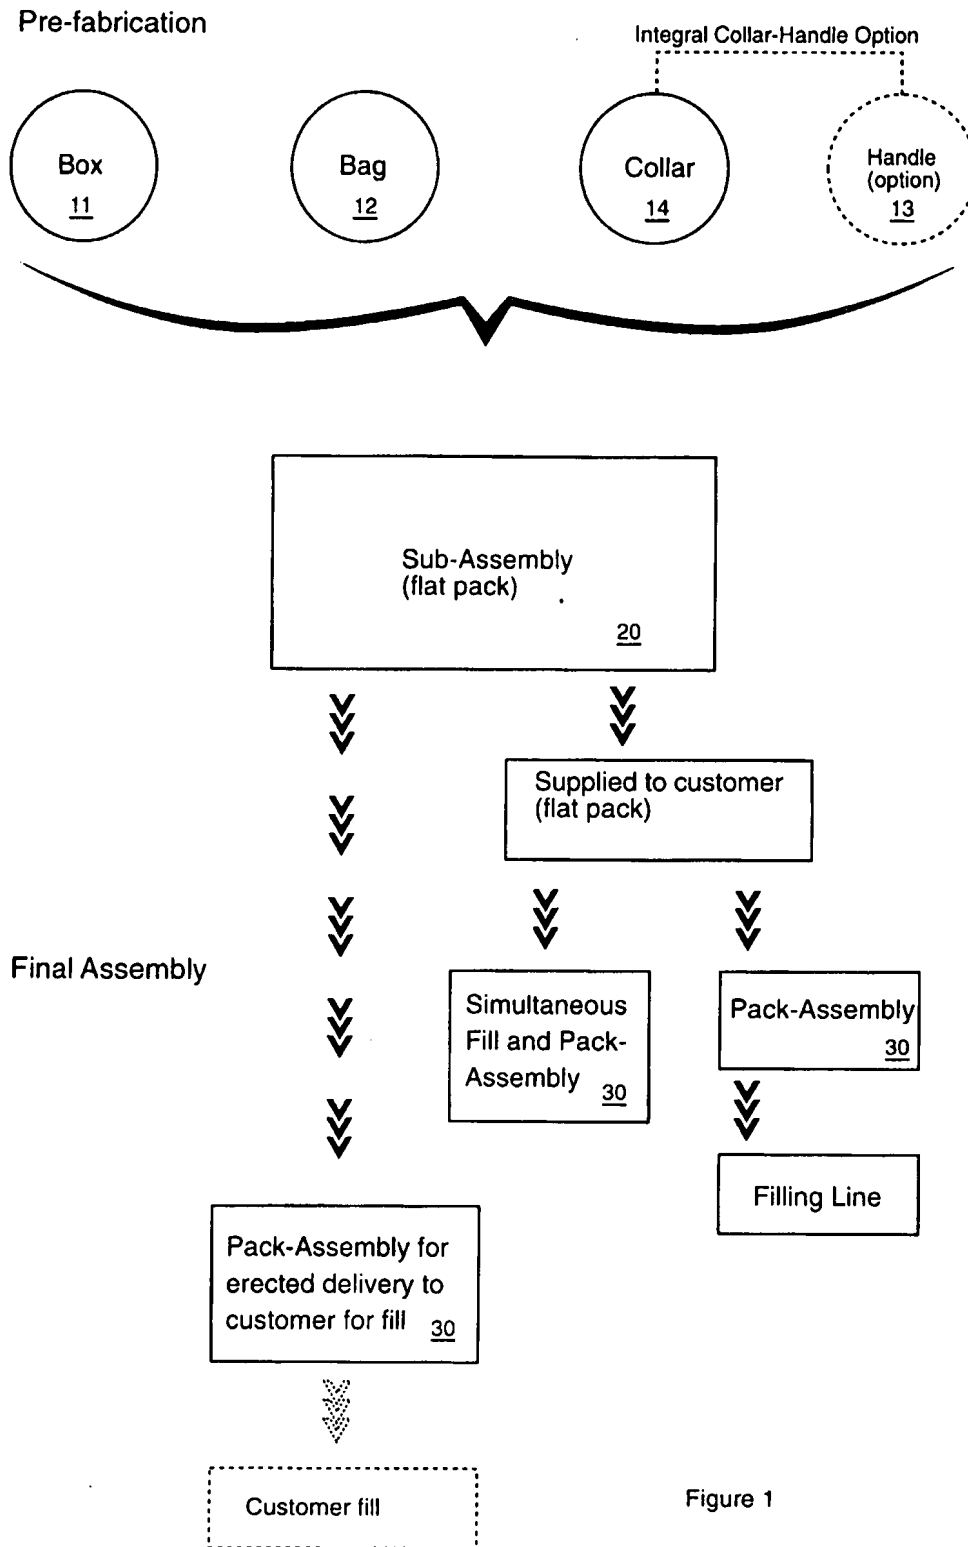 Pre-fabrication
Integral Collar-Handle Option
Box
11
Bag
12
Collar
14
Handle
(option)
13
Sub-Assembly
(flat pack)
20
Supplied to customer
(flat pack)
Final Assembly
Simultaneous
Fill and Pack-
Assembly
30
Pack-Assembly
30
Filling Line
Pack-Assembly for
erected delivery to
customer for fill
30
Customer fill
Figure 1